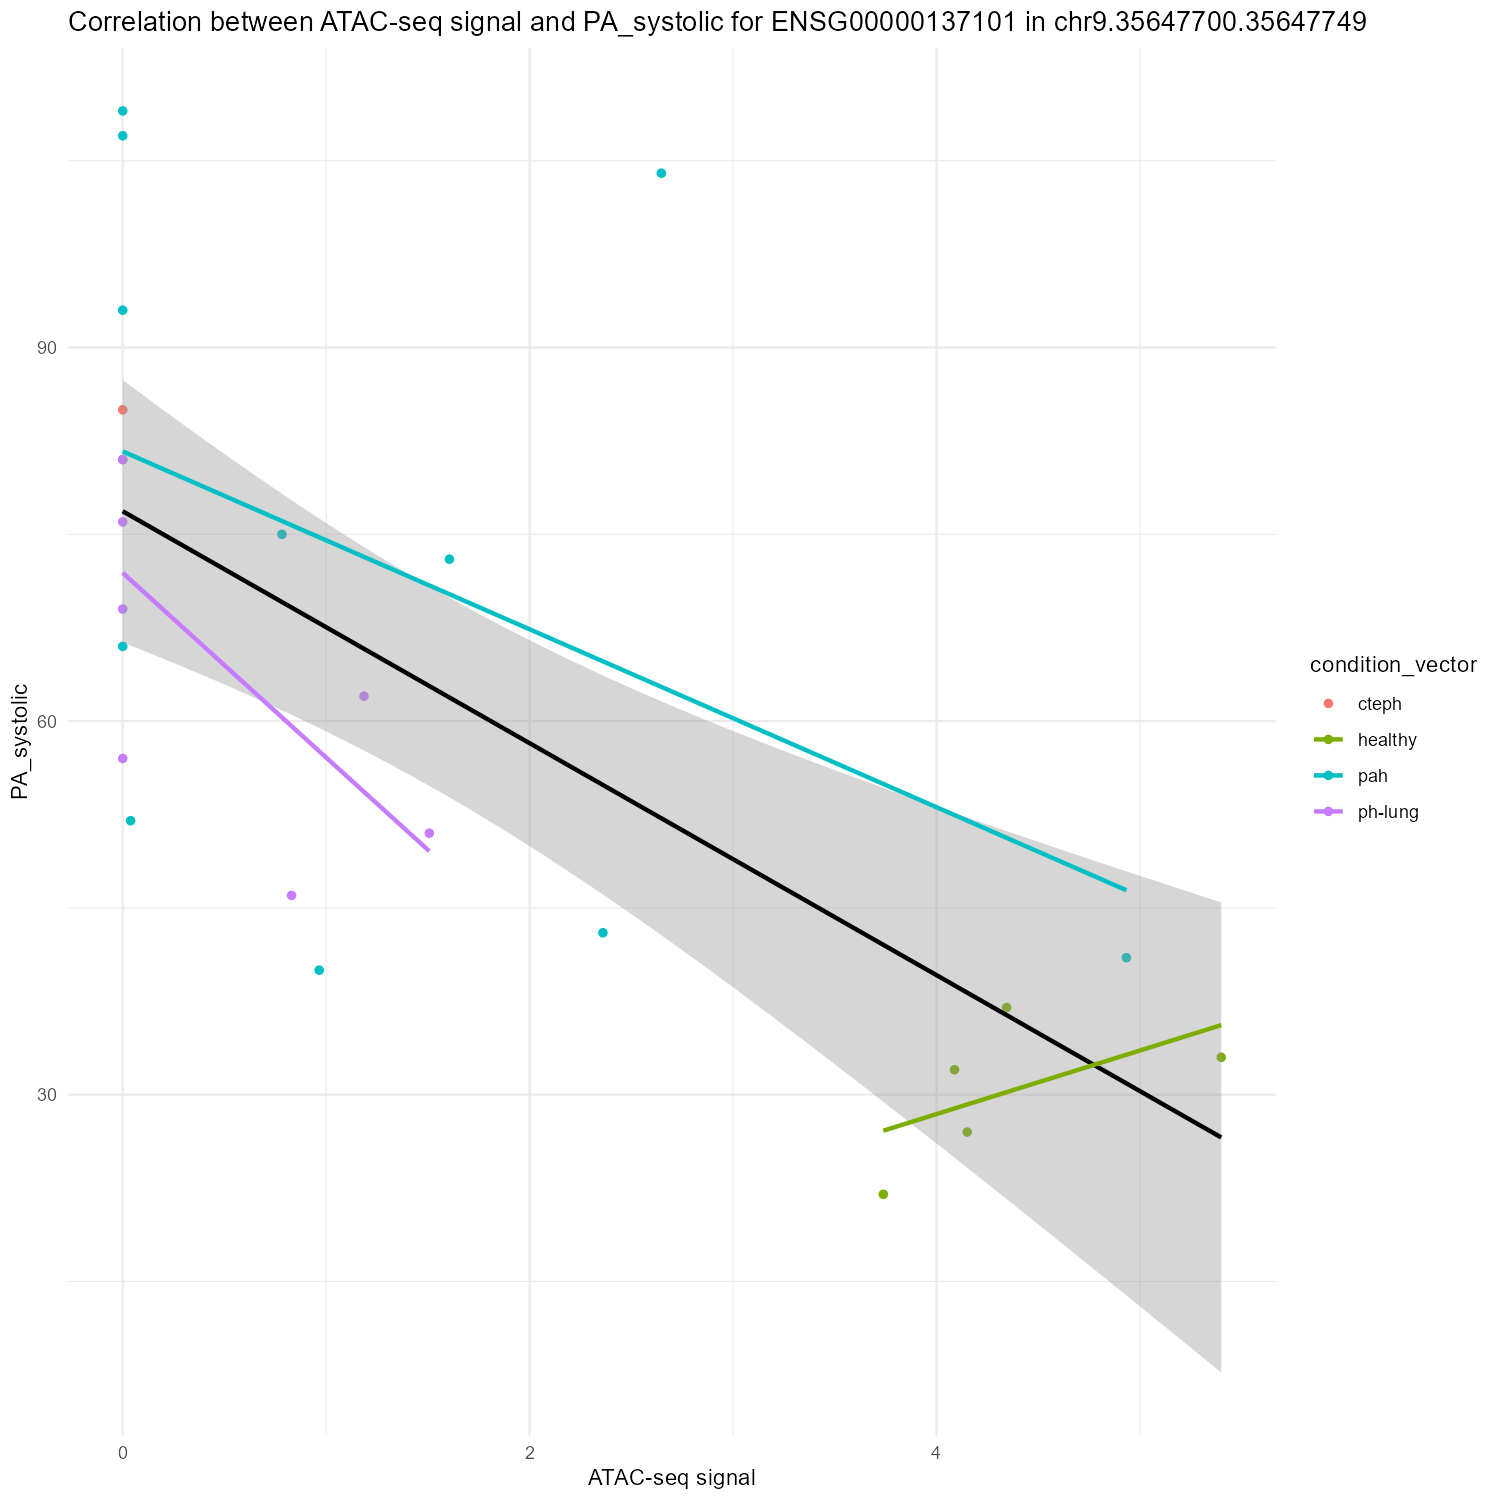 Correlation between ATAC-seq signal and PA_systolic for ENSG00000137101 in chr9.35647700.35647749
90
60
30
PA_systolic
0
2
4
ATAC-seq signal
condition_vector
cteph
healthy
pah
ph-lung